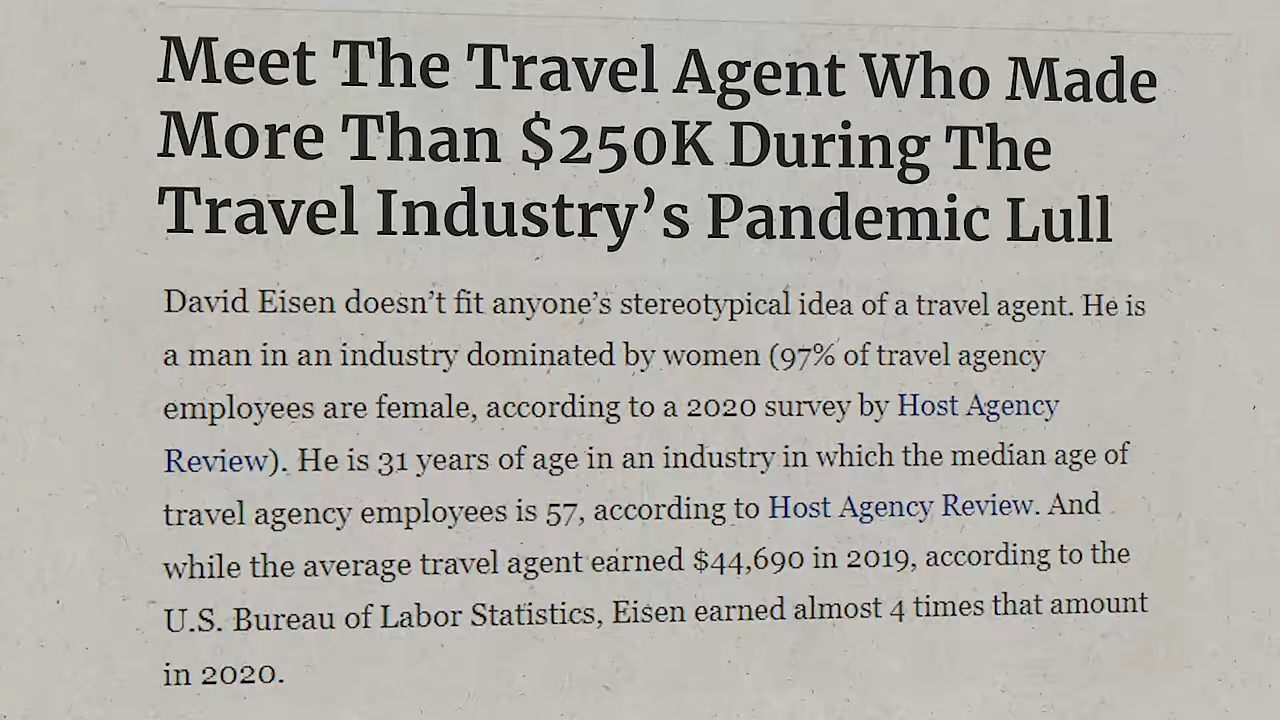 Meet The Travel Agent Who Made
More Than $250K During The
Travel Industry’s Pandemic Lull
David Eisen doesn’t fit anyone’s stereotypical idea of a travel agent. He is
a man in an industry dominated by women (97% of travel agency
employees are female, according to a 2020 survey by Host Agency
Review). He is 31 years of age in an industry in which the median age of
travel agency employees is 57, according to Host Agency Review. And
while the average travel agent earned $44,690 in 2019, according to the
U.S. Bureau of Labor Statistics, Eisen earned almost 4 times that amount
in 2020.